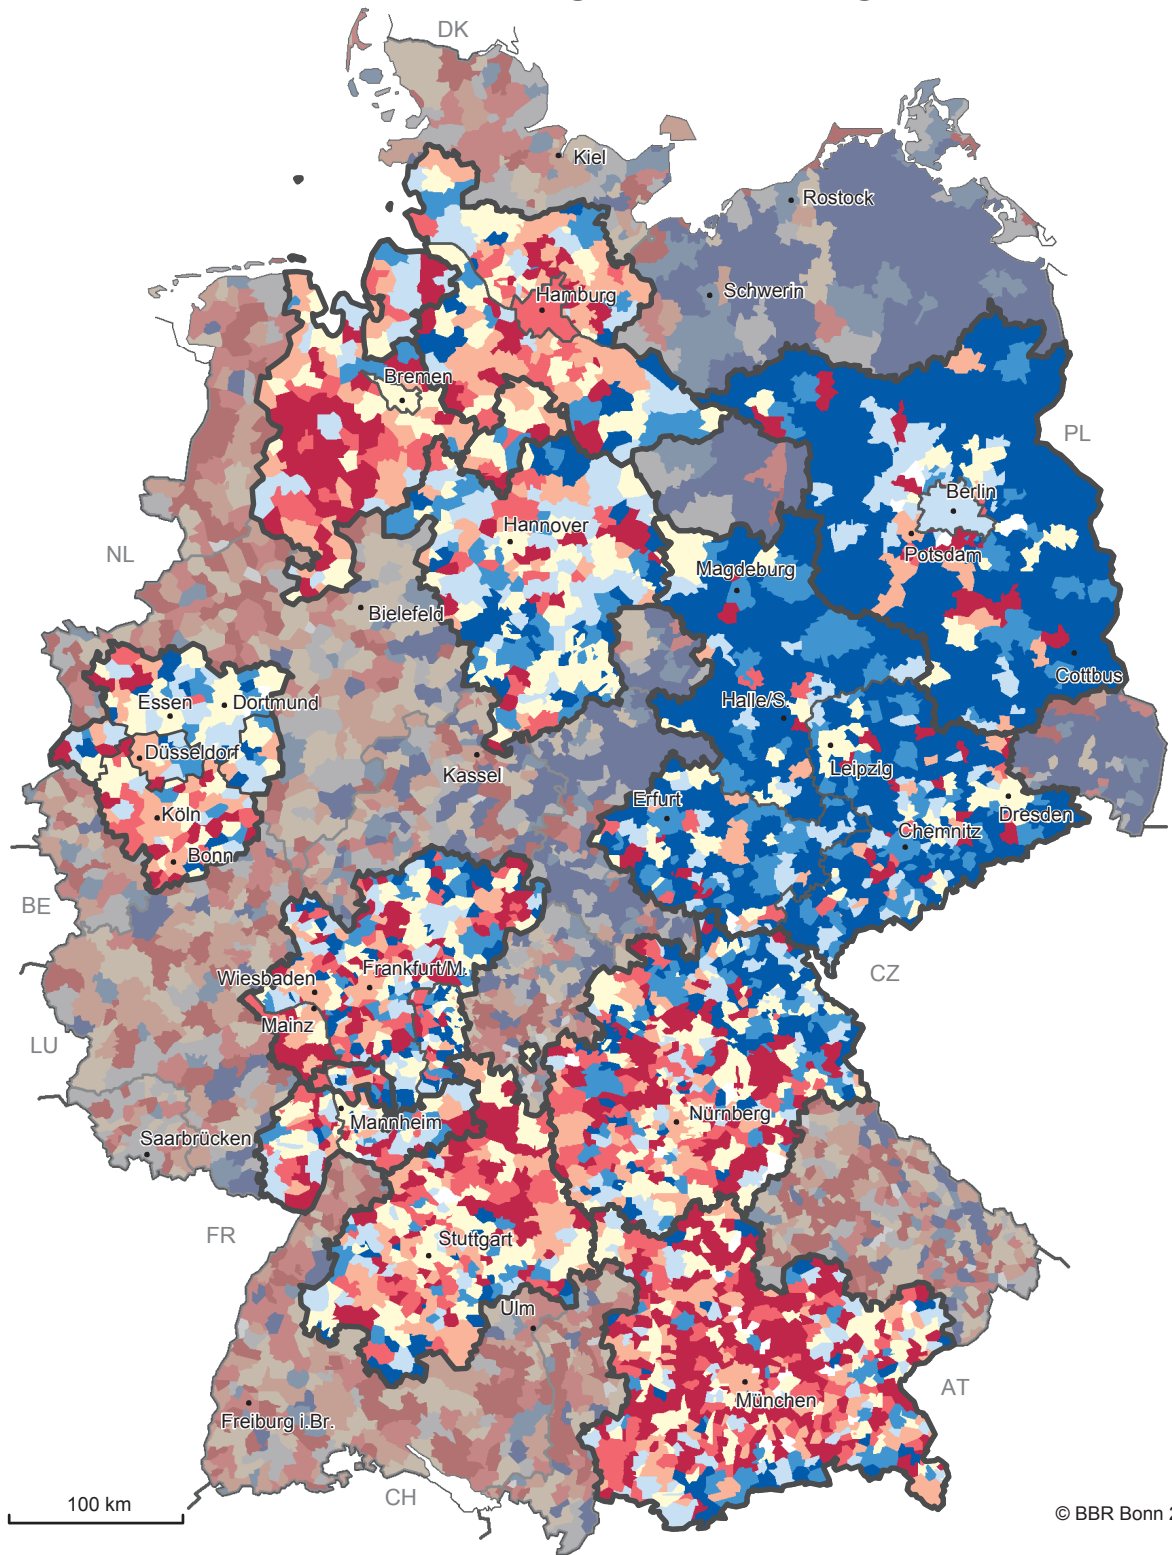 DK
Kiel
Rostock
Schwerin
Hamburg
Bremen
PL
Berlin
Hannover
Potsdam
NL
Magdeburg
Bielefeld
Cottbus
Essen
Dortmund
Halle/S.
Düsseldorf
Leipzig
Kassel
Erfurt
Köln
Dresden
Chemnitz
Bonn
BE
Wiesbaden
Frankfurt/M.
CZ
Mainz
LU
Mannheim
Nürnberg
Saarbrücken
FR
Stuttgart
Ulm
München
AT
Freiburg i.Br.
CH
100 km
© BBR Bonn 2